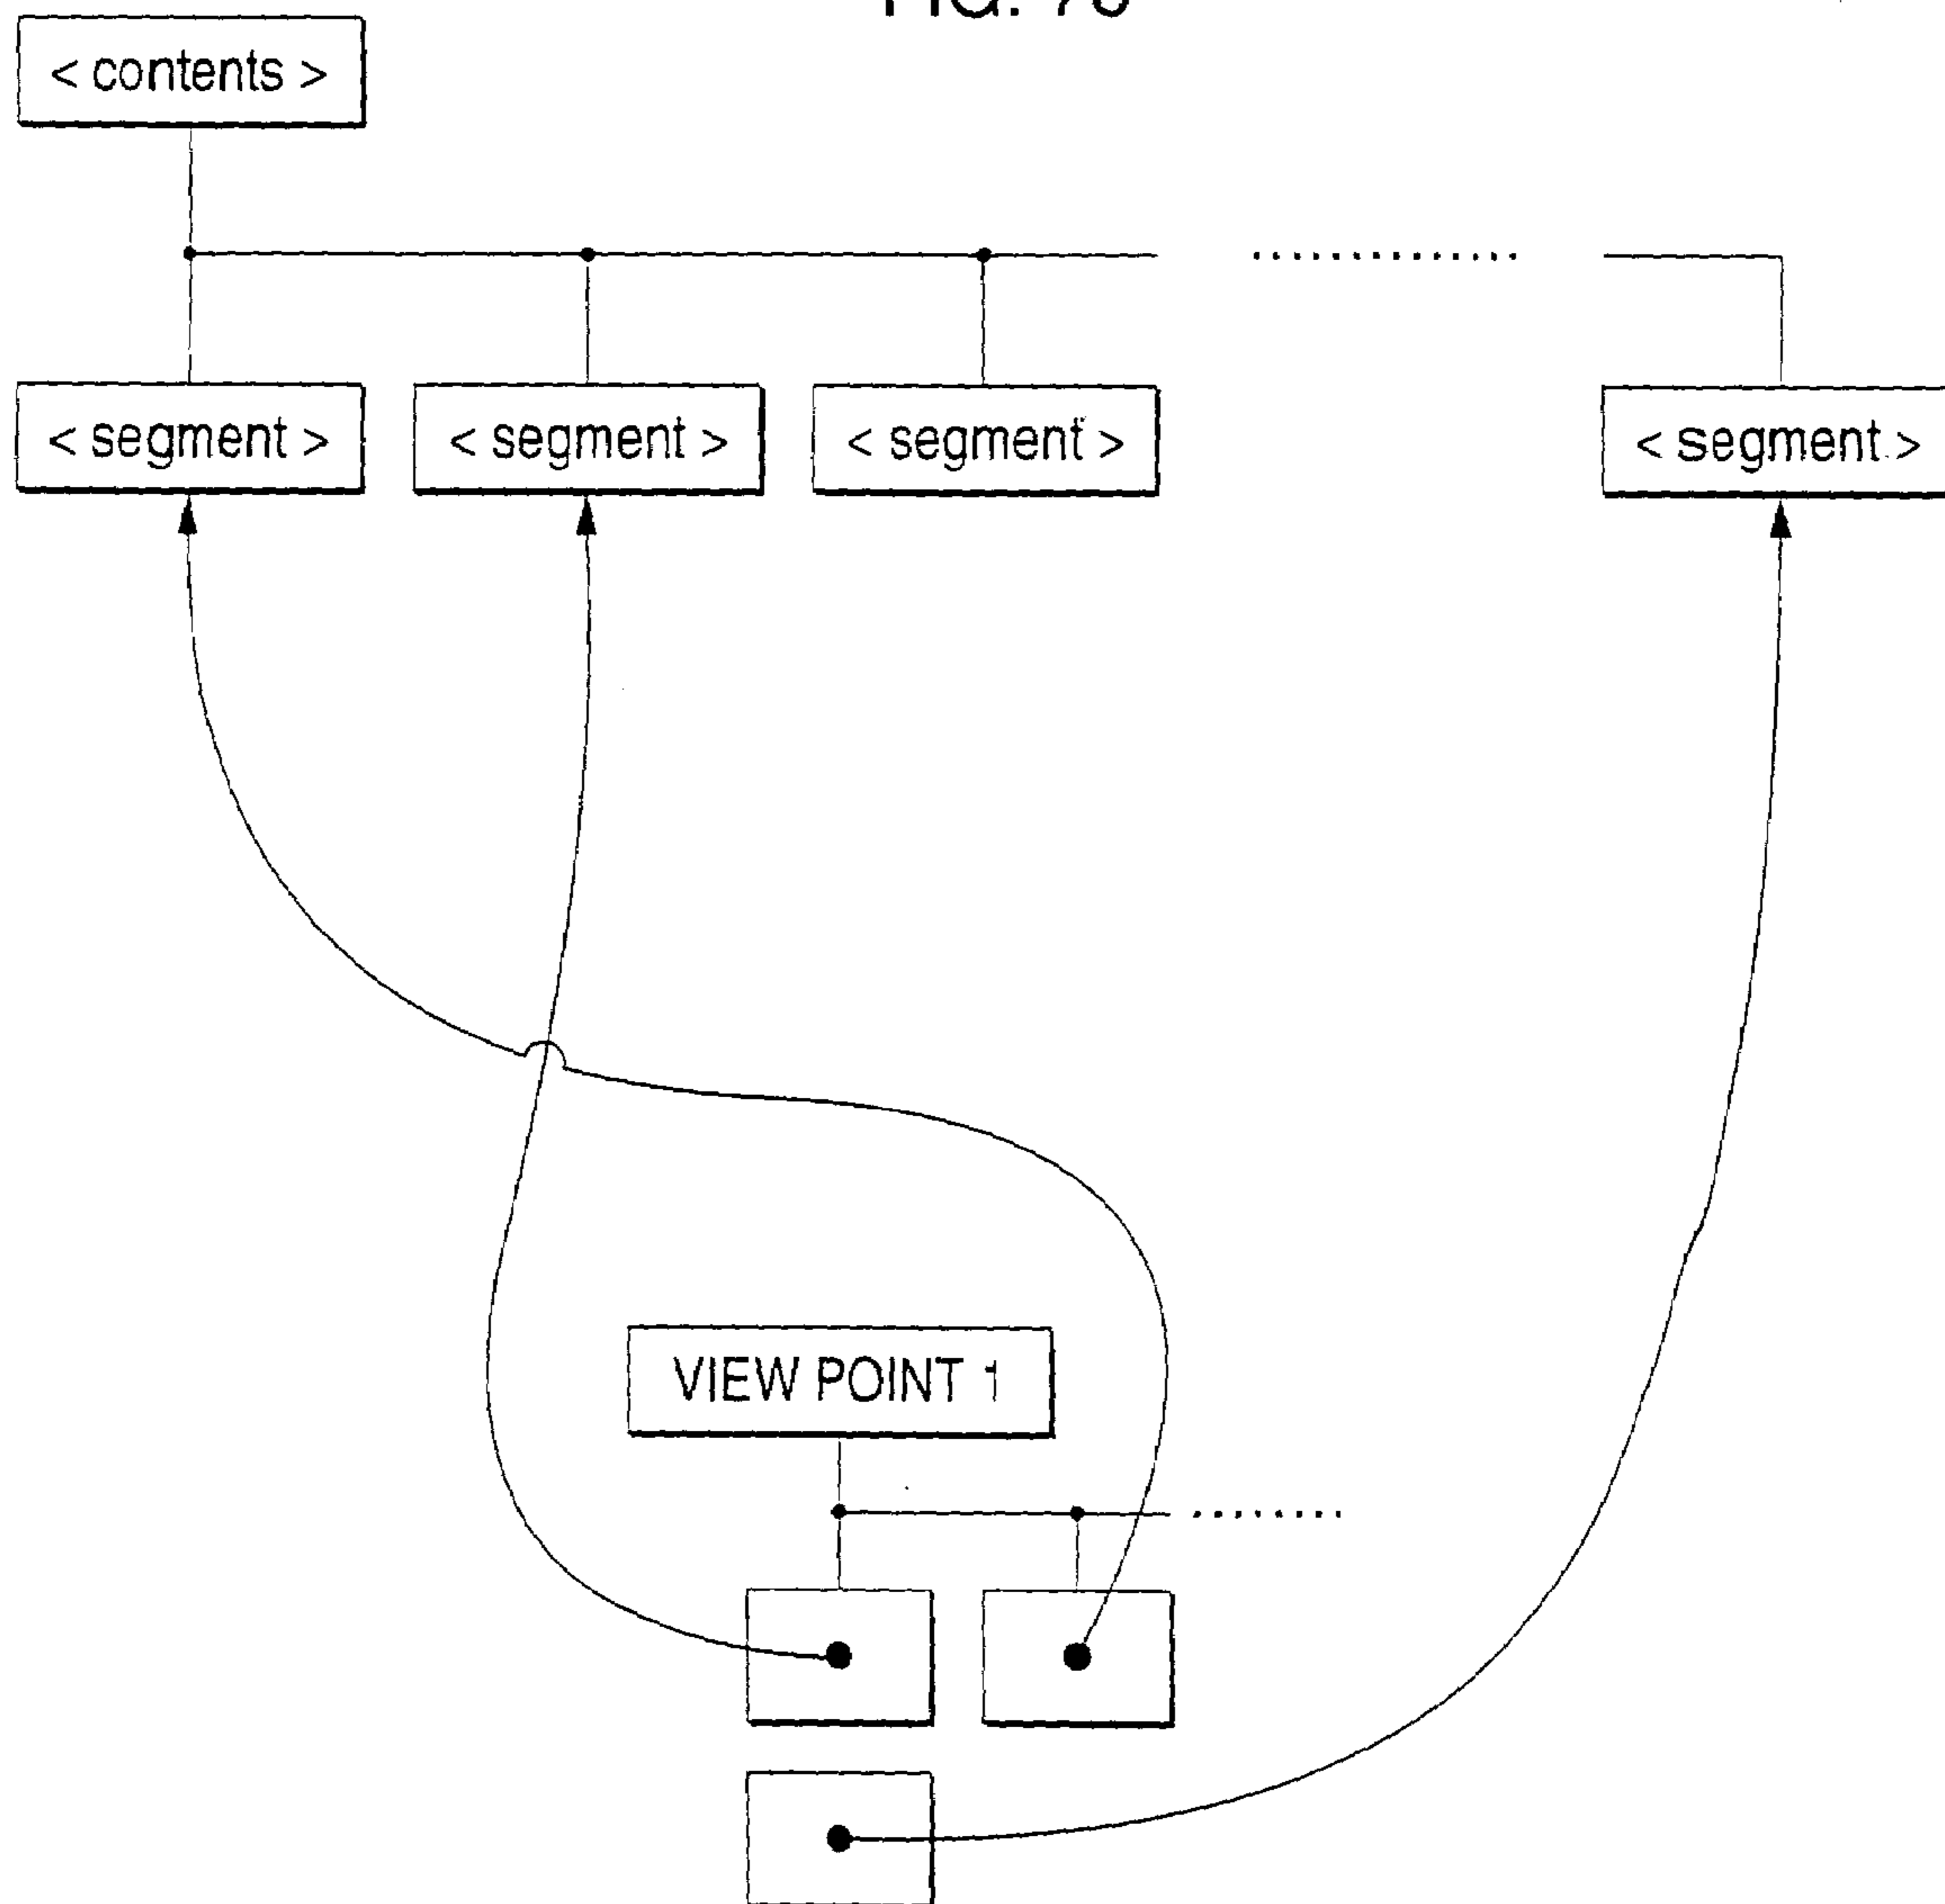 < contents >
< segment > < segment > < segment > < segment >
VIEW POINT 1